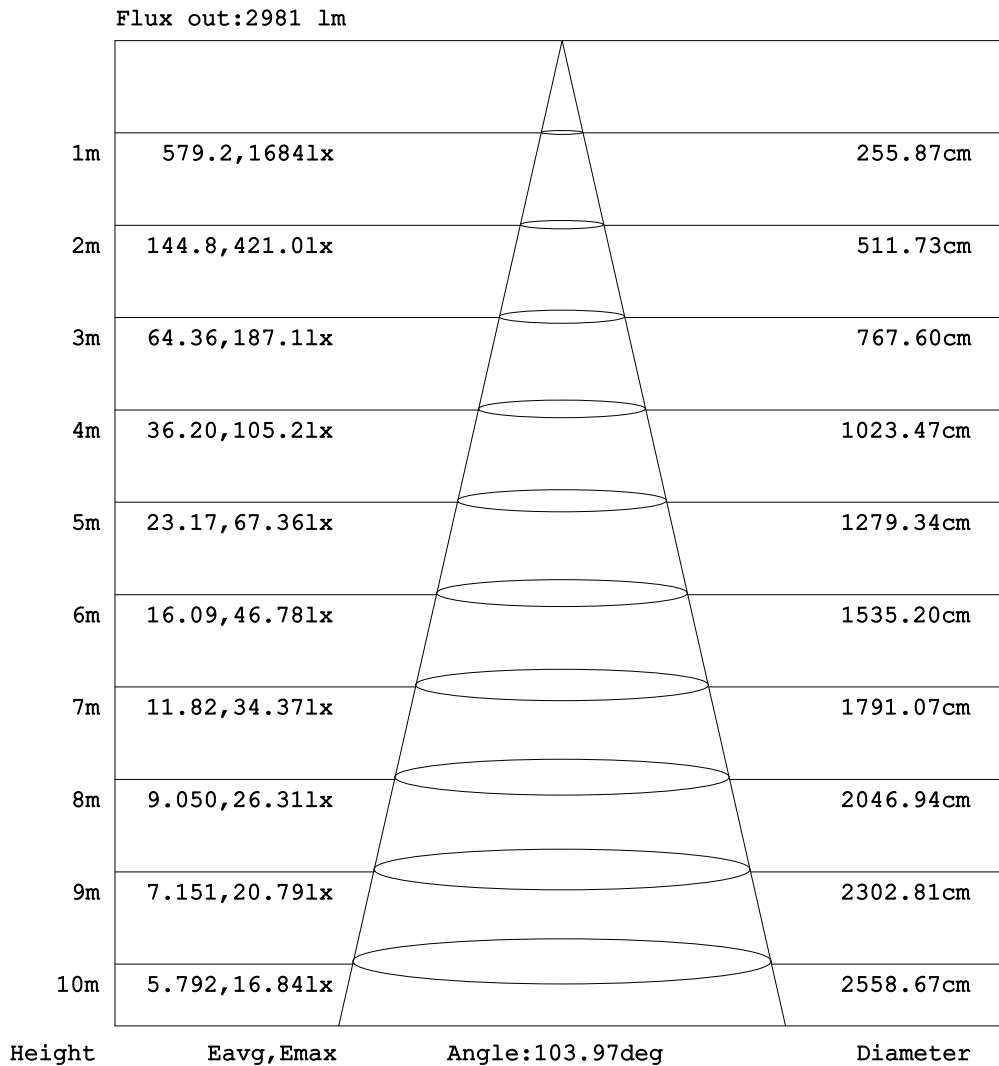 Flux out:2981 lm
1m 579.2,1684lx 255.87cm
2m 144.8,421.0lx 511.73cm
3m 64.36,187.1lx 767.60cm
4m 36.20,105.2lx 1023.47cm
5m 23.17,67.36lx 1279.34cm
6m 16.09,46.78lx 1535.20cm
7m 11.82,34.37lx 1791.07cm
8m 9.050,26.31lx 2046.94cm
9m 7.151,20.79lx 2302.81cm
10m 5.792,16.84lx 2558.67cm
Height Eavg,Emax Angle:103.97deg Diameter